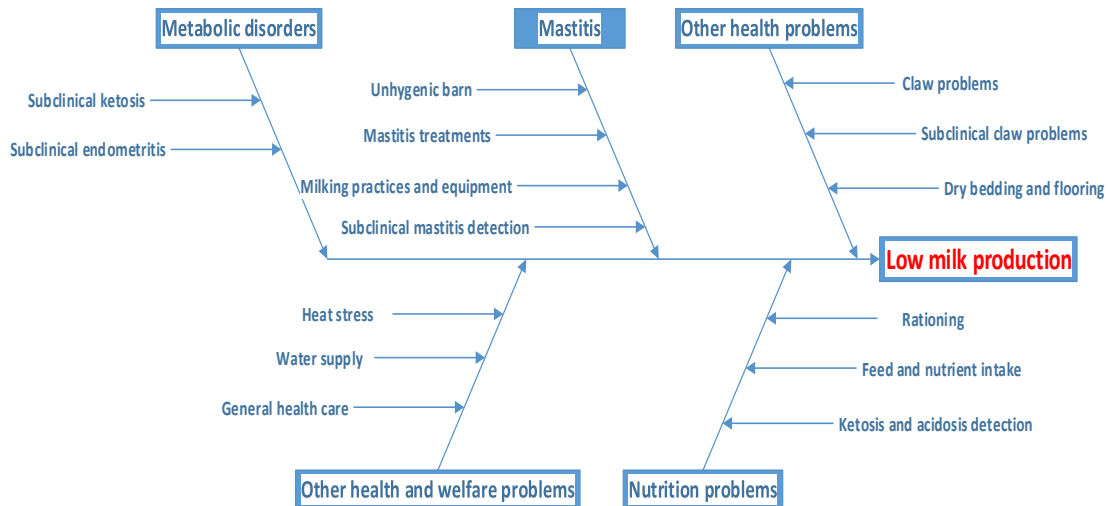 Metabolic disorders
Mastitis
Other health problems
Subclinical ketosis
Subclinical endometritis
Unhygenic barn
Mastitis treatments
Milking practices and equipment
Subclinical mastitis detection
Claw problems
Subclinical claw problems
Dry bedding and flooring
Low milk production
Heat stress
Water supply
General health care
Rationing
Feed and nutrient intake
Ketosis and acidosis detection
Other health and welfare problems
Nutrition problems